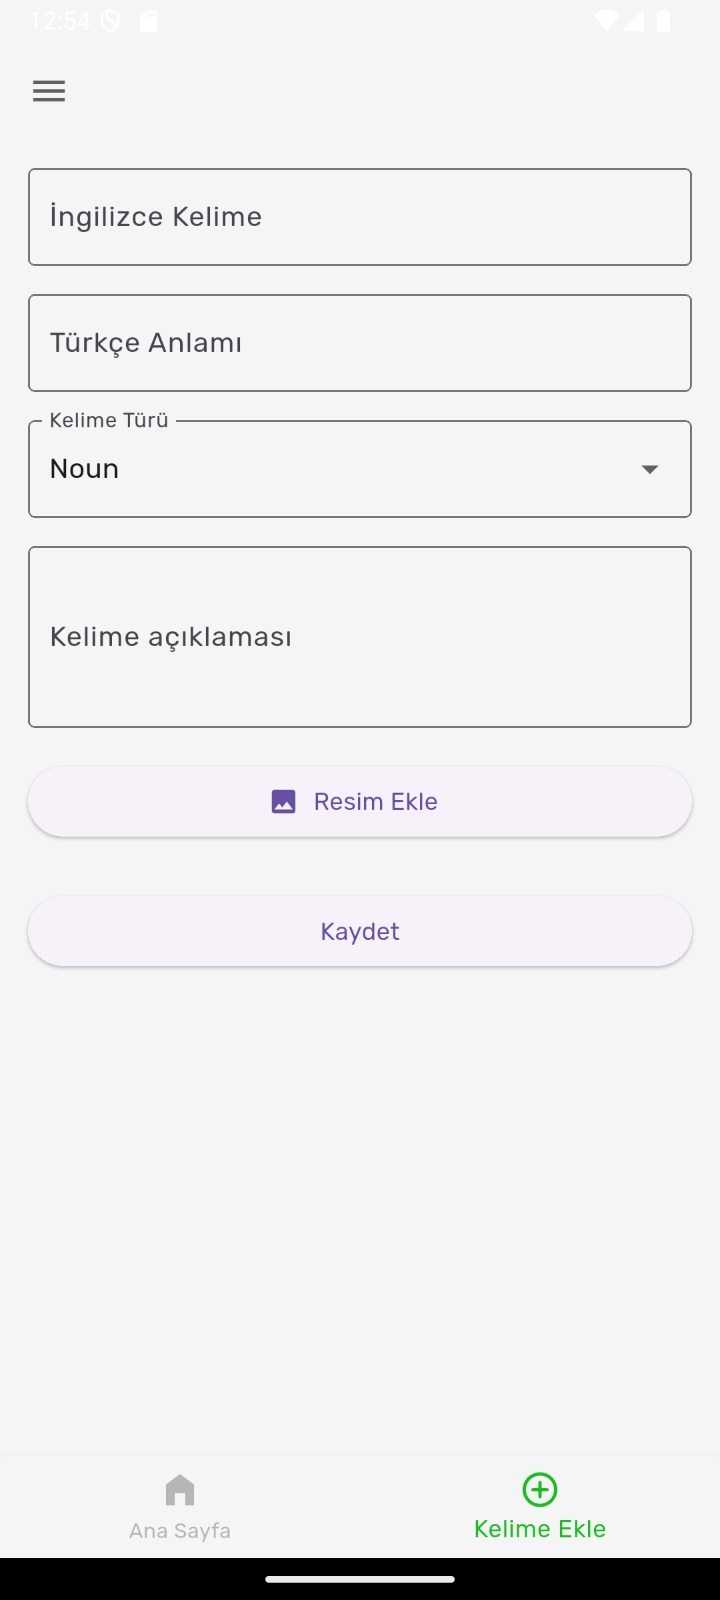 12:54
İngilizce Kelime
Türkçe Anlamı
Kelime Türü
Noun
Kelime açıklaması
Resim Ekle
Kaydet
Ana Sayfa
Kelime Ekle